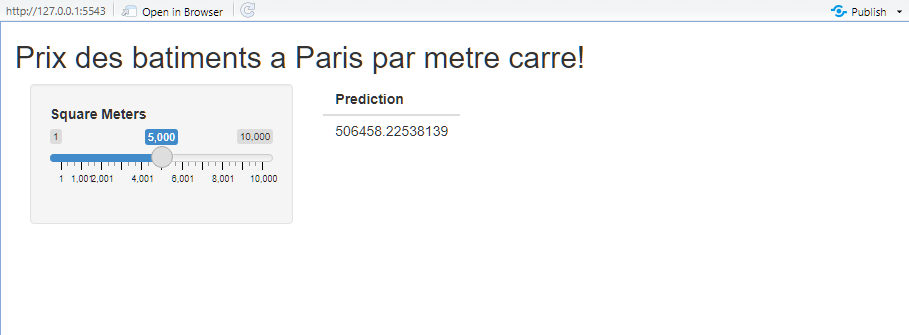 http://127.0.0.1:5543 Open in Browser Publish
Prix des batiments a Paris par metre carre!
Square Meters
1 5,000 10,000
1 1,001 2,001 4,001 6,001 8,001 10,000
Prediction
506458.22538139